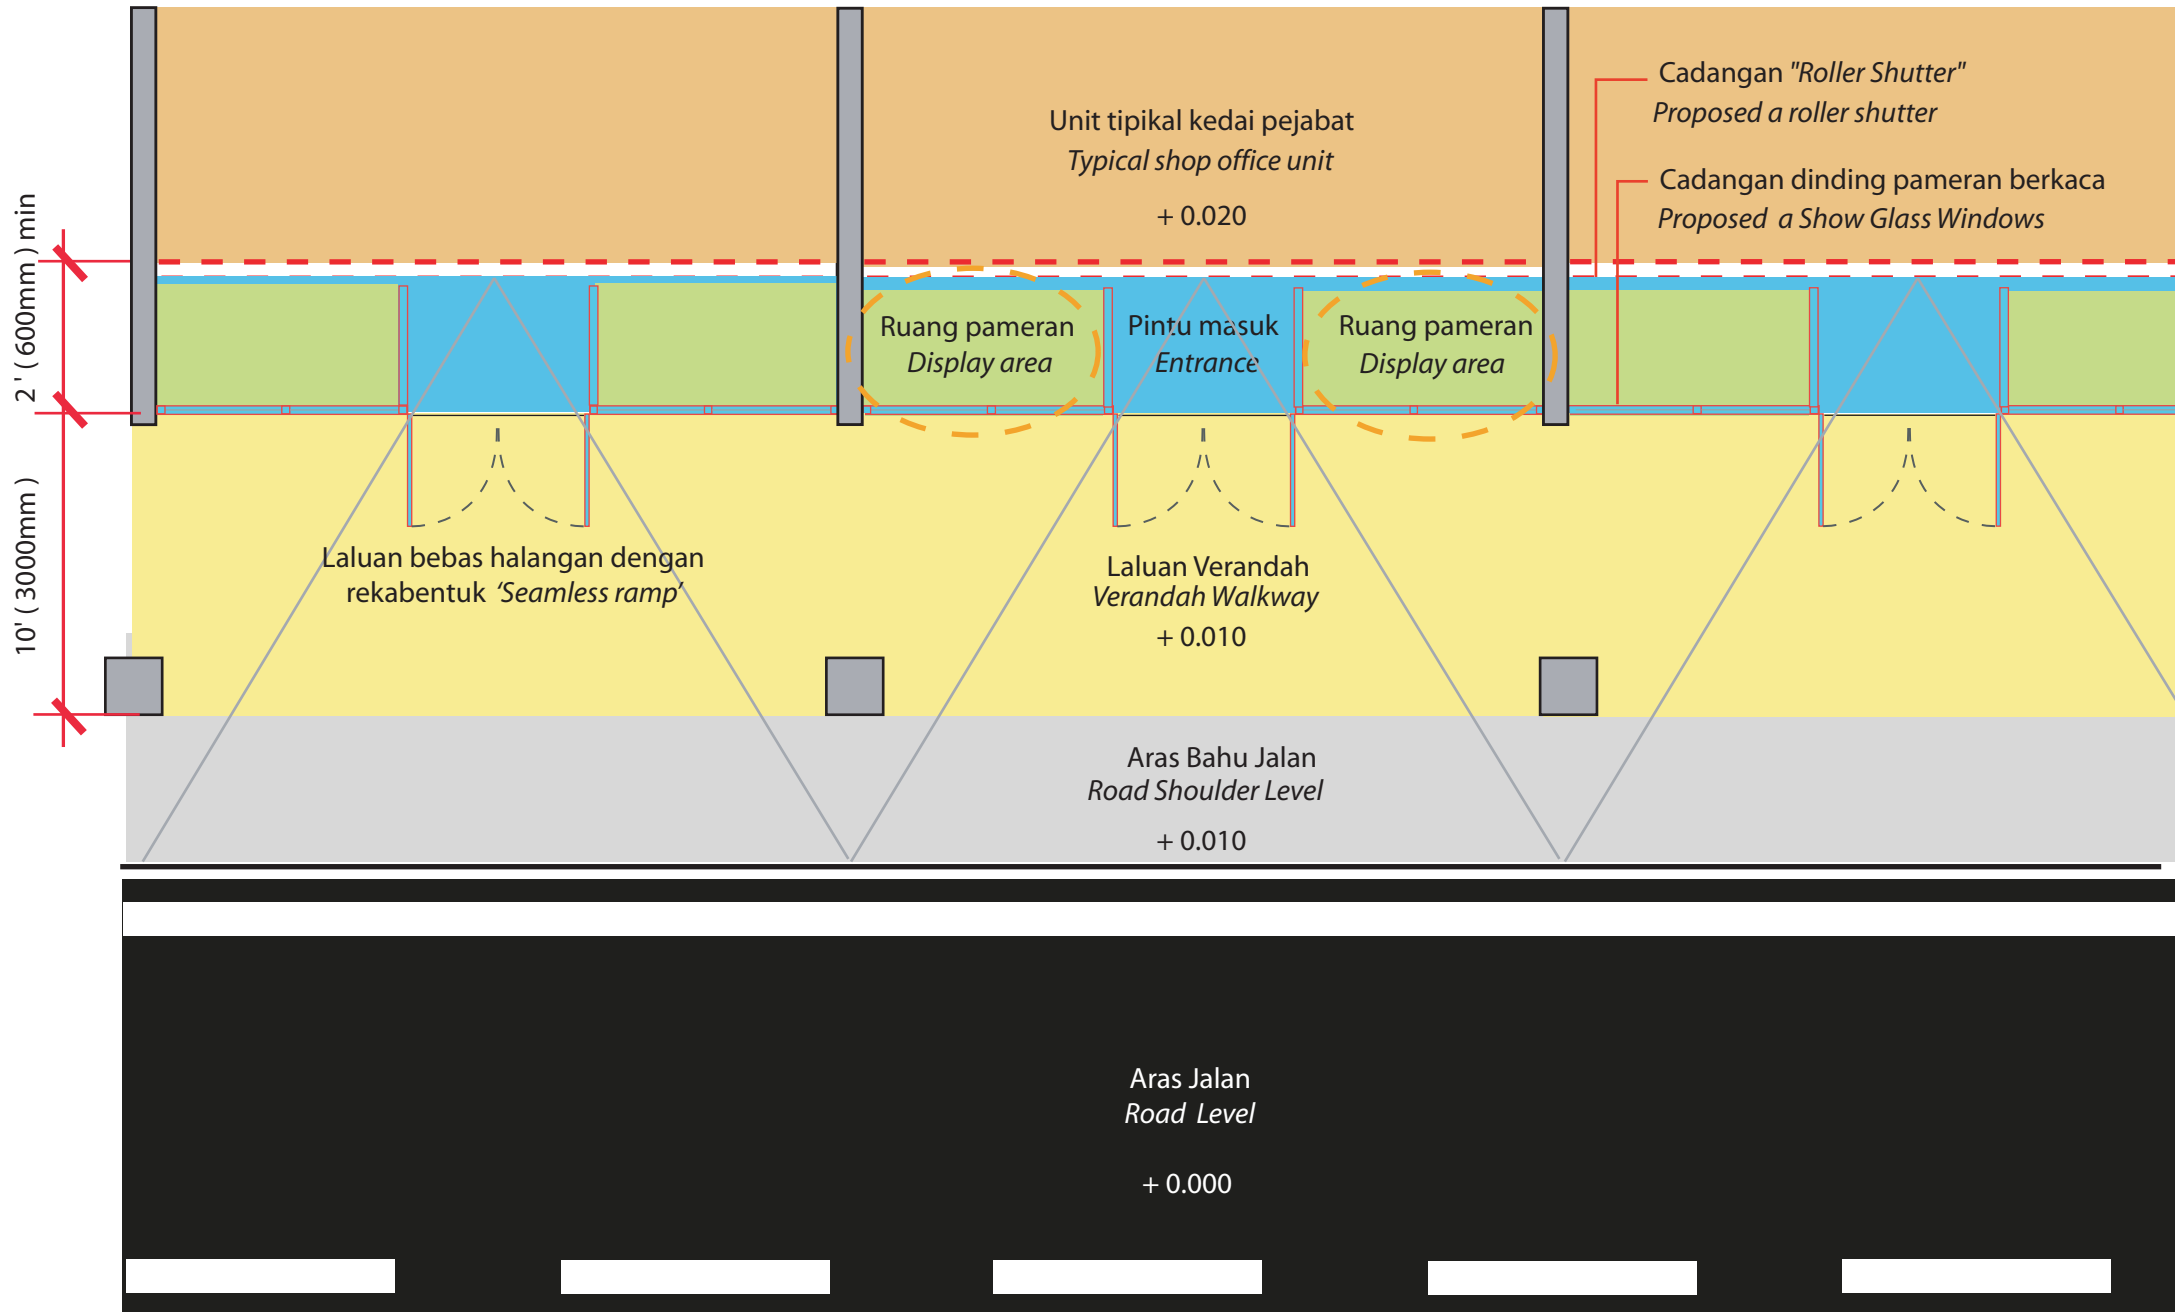 Cadangan "Roller Shutter"
Proposed a roller shutter
Unit tipikal kedai pejabat
Typical shop office unit
+ 0.020
Cadangan dinding pameran berkaca
Proposed a Show Glass Windows
2' ( 600mm ) min
Ruang pameran
Display area
Pintu masuk
Entrance
Ruang pameran
Display area
10' ( 3000mm )
Laluan bebas halangan dengan
rekabentuk 'Seamless ramp'
Laluan Verandah
Verandah Walkway
+ 0.010
Aras Bahu Jalan
Road Shoulder Level
+ 0.010
Aras Jalan
Road Level
+ 0.000